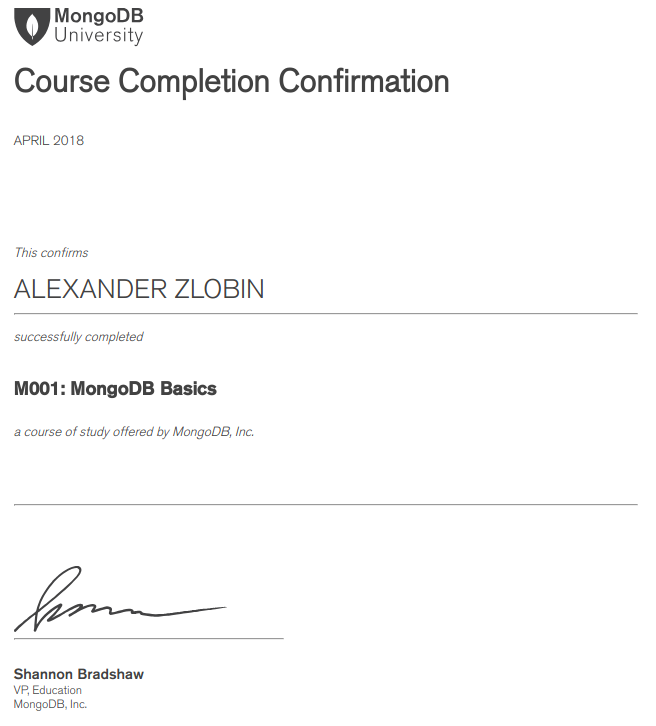 MongoDB
University
Course Completion Confirmation
APRIL 2018
This confirms
ALEXANDER ZLOBIN
successfully completed
M001: MongoDB Basics
a course of study offered by MongoDB, Inc.
Shannon Bradshaw
VP, Education
MongoDB, Inc.